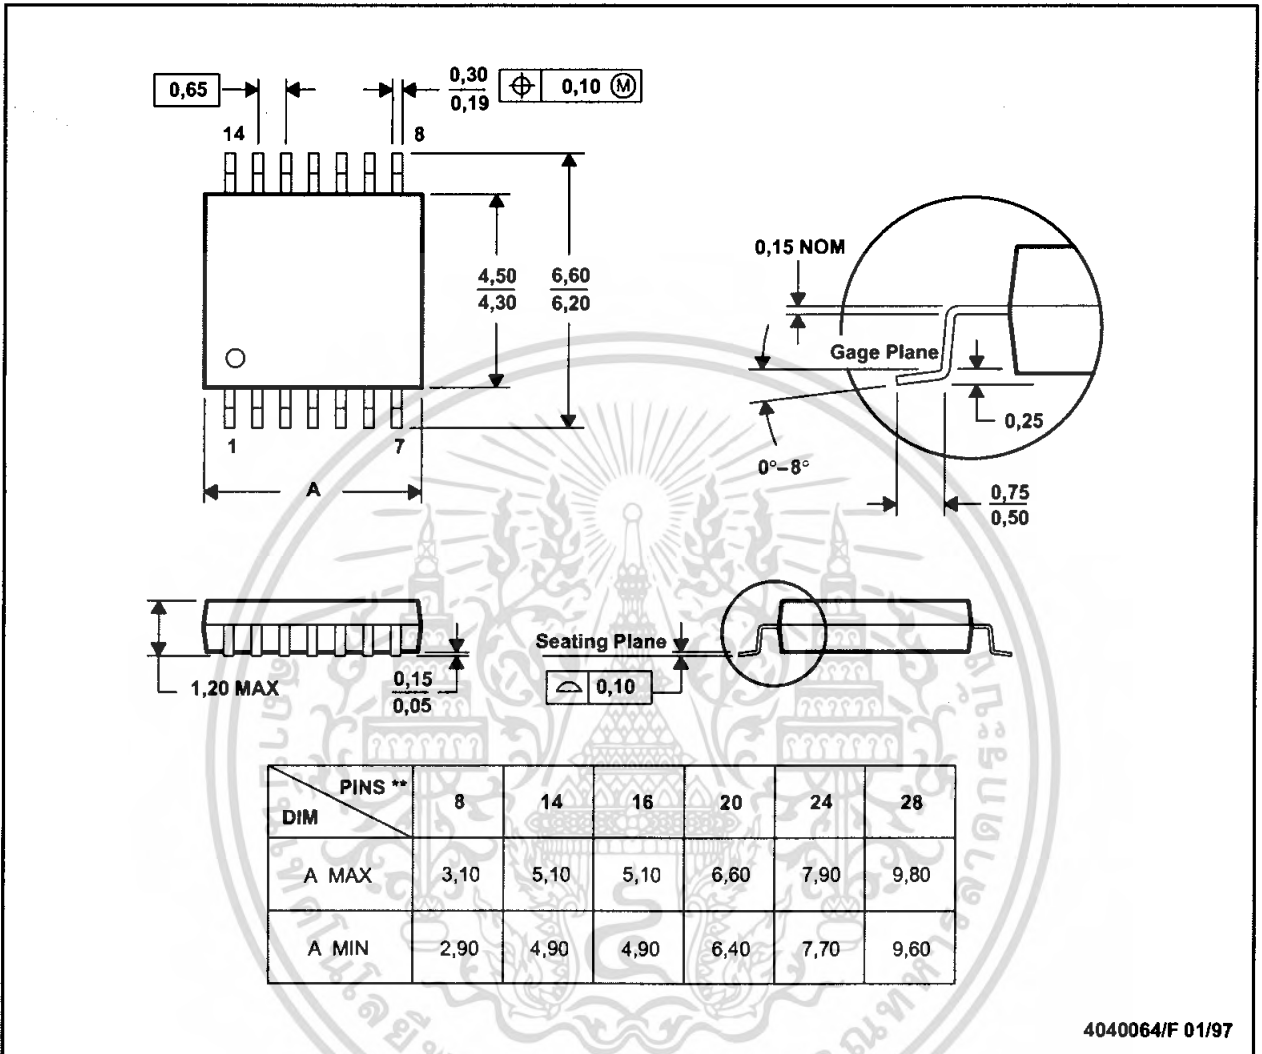 0,65
0,30
0,19
0,10 Ⓜ
14
8
4,50
4,30
6,60
6,20
1
7
A
0,15 NOM
Gage Plane
0,25
0°–8°
0,75
0,50
1,20 MAX
0,15
0,05
Seating Plane
0,10
PINS **
DIM
8 14 16 20 24 28
A MAX 3,10 5,10 5,10 6,60 7,90 9,80
A MIN 2,90 4,90 4,90 6,40 7,70 9,60
4040064/F 01/97